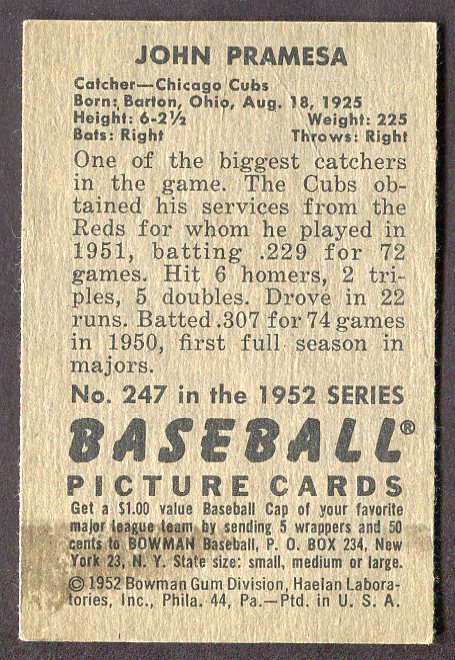 JOHN PRAMESA
Catcher—Chicago Cubs
Born: Barton, Ohio, Aug. 18, 1925
Height: 6-2½ Weight: 225
Bats: Right Throws: Right
One of the biggest catchers
in the game. The Cubs ob-
tained his services from the
Reds for whom he played in
1951, batting .229 for 72
games. Hit 6 homers, 2 tri-
ples, 5 doubles. Drove in 22
runs. Batted .307 for 74 games
in 1950, first full season in
majors.
No. 247 in the 1952 SERIES
BASEBALL®
PICTURE CARDS
Get a $1.00 value Baseball Cap of your favorite
major league team by sending 5 wrappers and 50
cents to BOWMAN Baseball, P. O. BOX 234, New
York 23, N. Y. State size: small, medium or large.
© 1952 Bowman Gum Division, Haelan Labora-
tories, Inc., Phila. 44, Pa.—Ptd. in U. S. A.